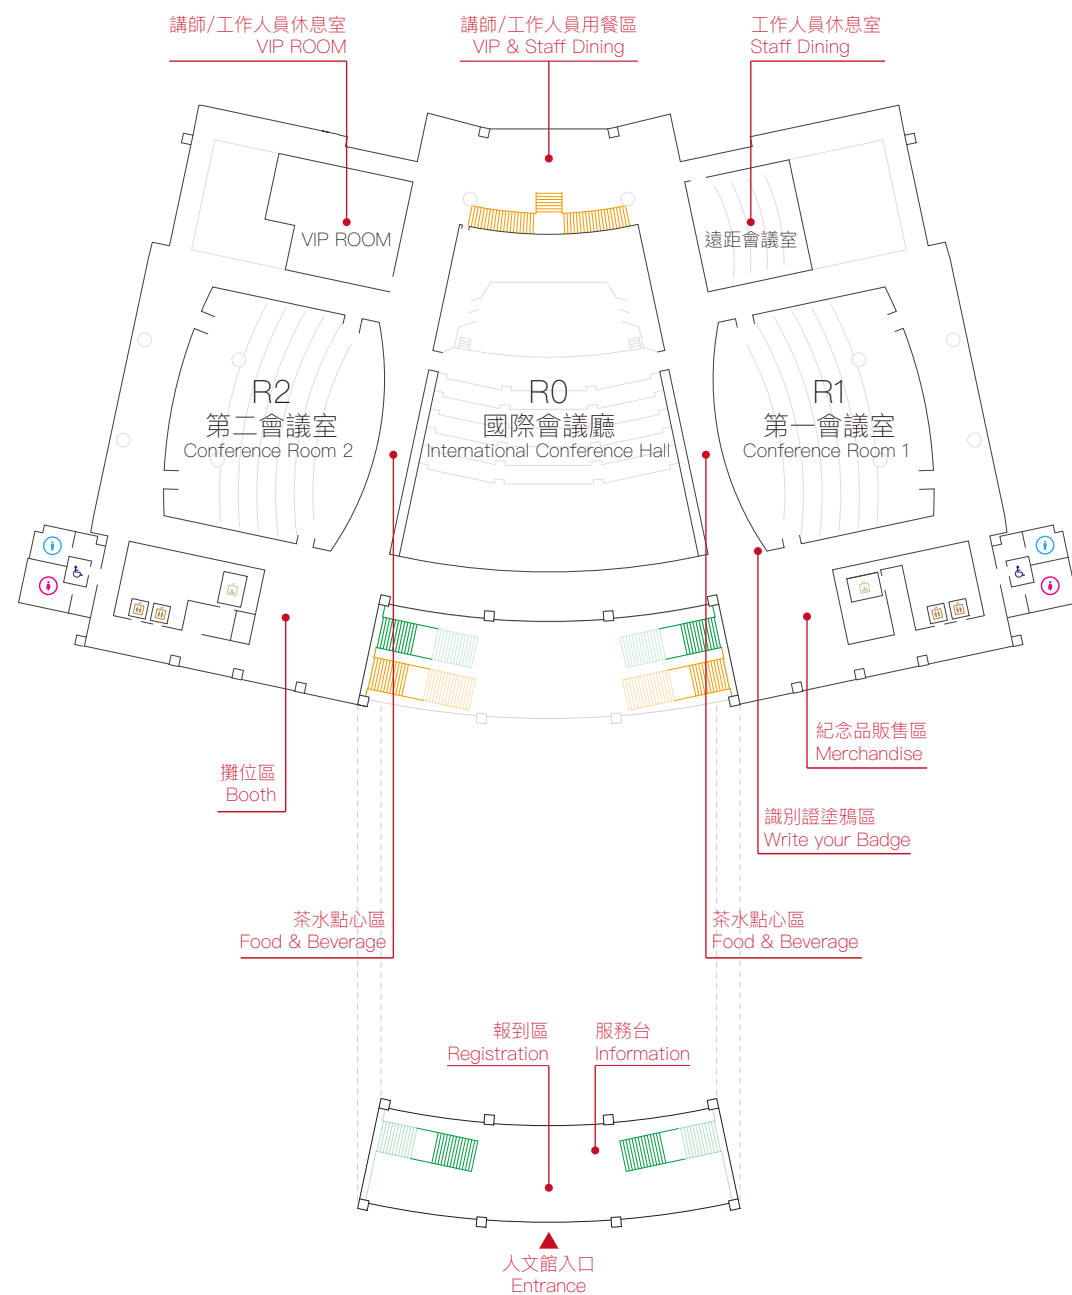 講師/工作人員休息室
VIP ROOM
講師/工作人員用餐區
VIP & Staff Dining
工作人員休息室
Staff Dining
VIP ROOM
遠距會議室
R2
第二會議室
Conference Room 2
R0
國際會議廳
International Conference Hall
R1
第一會議室
Conference Room 1
紀念品販售區
Merchandise
攤位區
Booth
識別證塗鴉區
Write your Badge
茶水點心區
Food & Beverage
茶水點心區
Food & Beverage
報到區
Registration
服務台
Information
人文館入口
Entrance